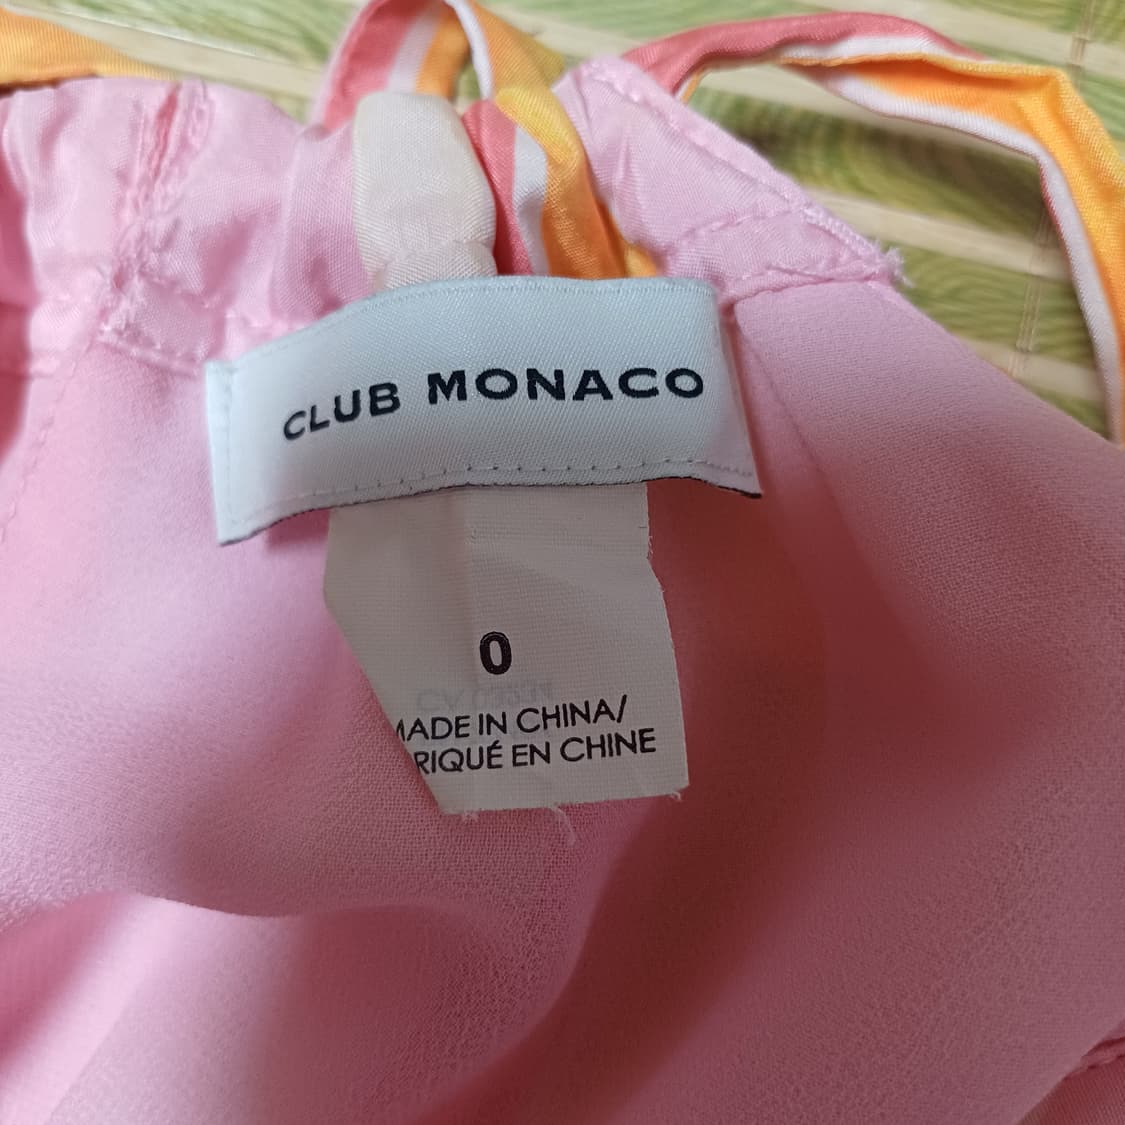 CLUB MONACO
0
MADE IN CHINA/
RIQUÉ EN CHINE